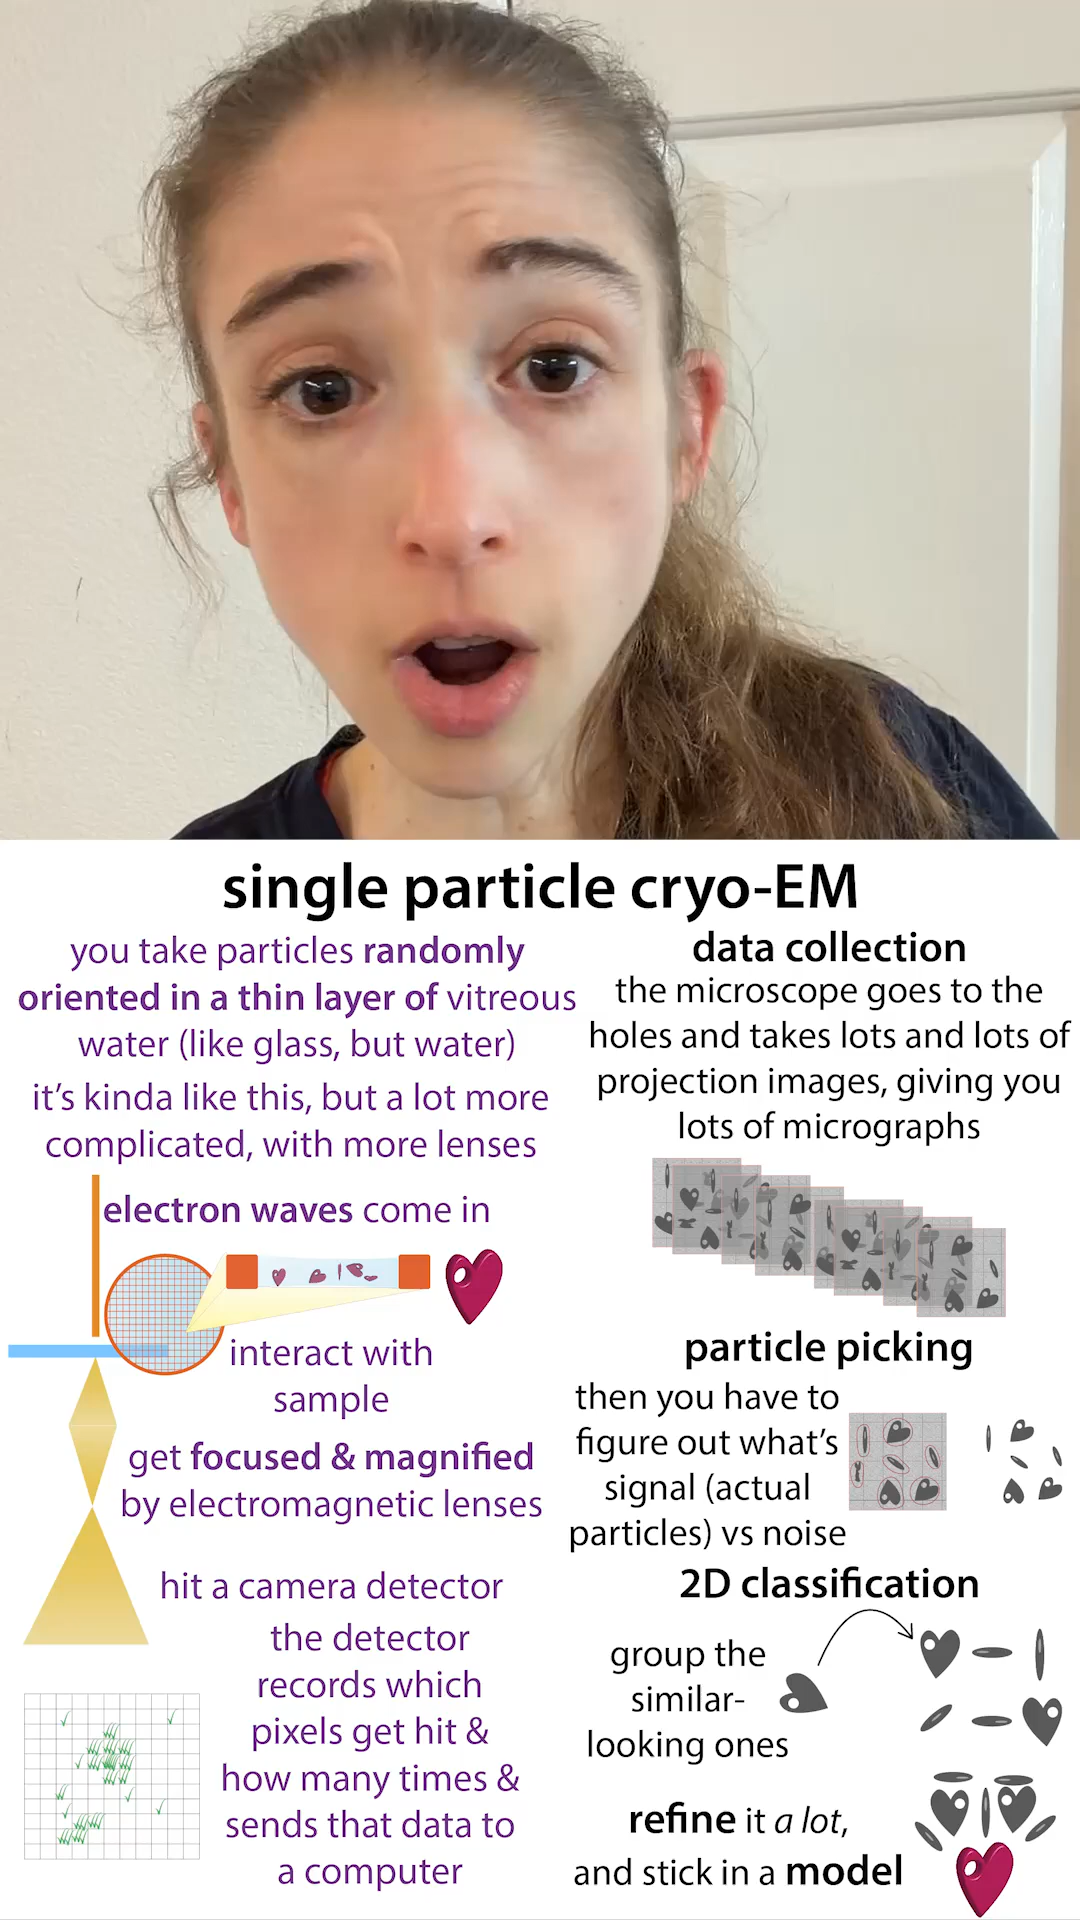 single particle cryo-EM
you take particles randomly
oriented in a thin layer of vitreous
water (like glass, but water)
it's kinda like this, but a lot more
complicated, with more lenses
electron waves come in
interact with
sample
get focused & magnified
by electromagnetic lenses
hit a camera detector
the detector
records which
pixels get hit &
how many times &
sends that data to
a computer
data collection
the microscope goes to the
holes and takes lots and lots of
projection images, giving you
lots of micrographs
particle picking
then you have to
figure out what's
signal (actual
particles) vs noise
2D classification
group the
similar-
looking ones
refine it a lot,
and stick in a model